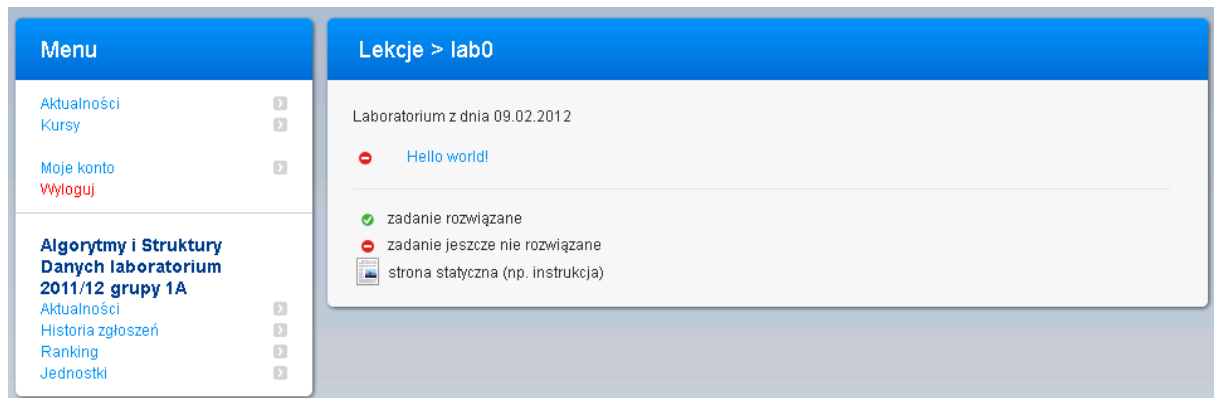 Menu
Aktualności
Kursy
Moje konto
Wyloguj
Algorytmy i Struktury
Danych laboratorium
2011/12 grupy 1A
Aktualności
Historia zgłoszeń
Ranking
Jednostki
Lekcje > lab0
Laboratorium z dnia 09.02.2012
Hello world!
zadanie rozwiązane
zadanie jeszcze nie rozwiązane
strona statyczna (np. instrukcja)